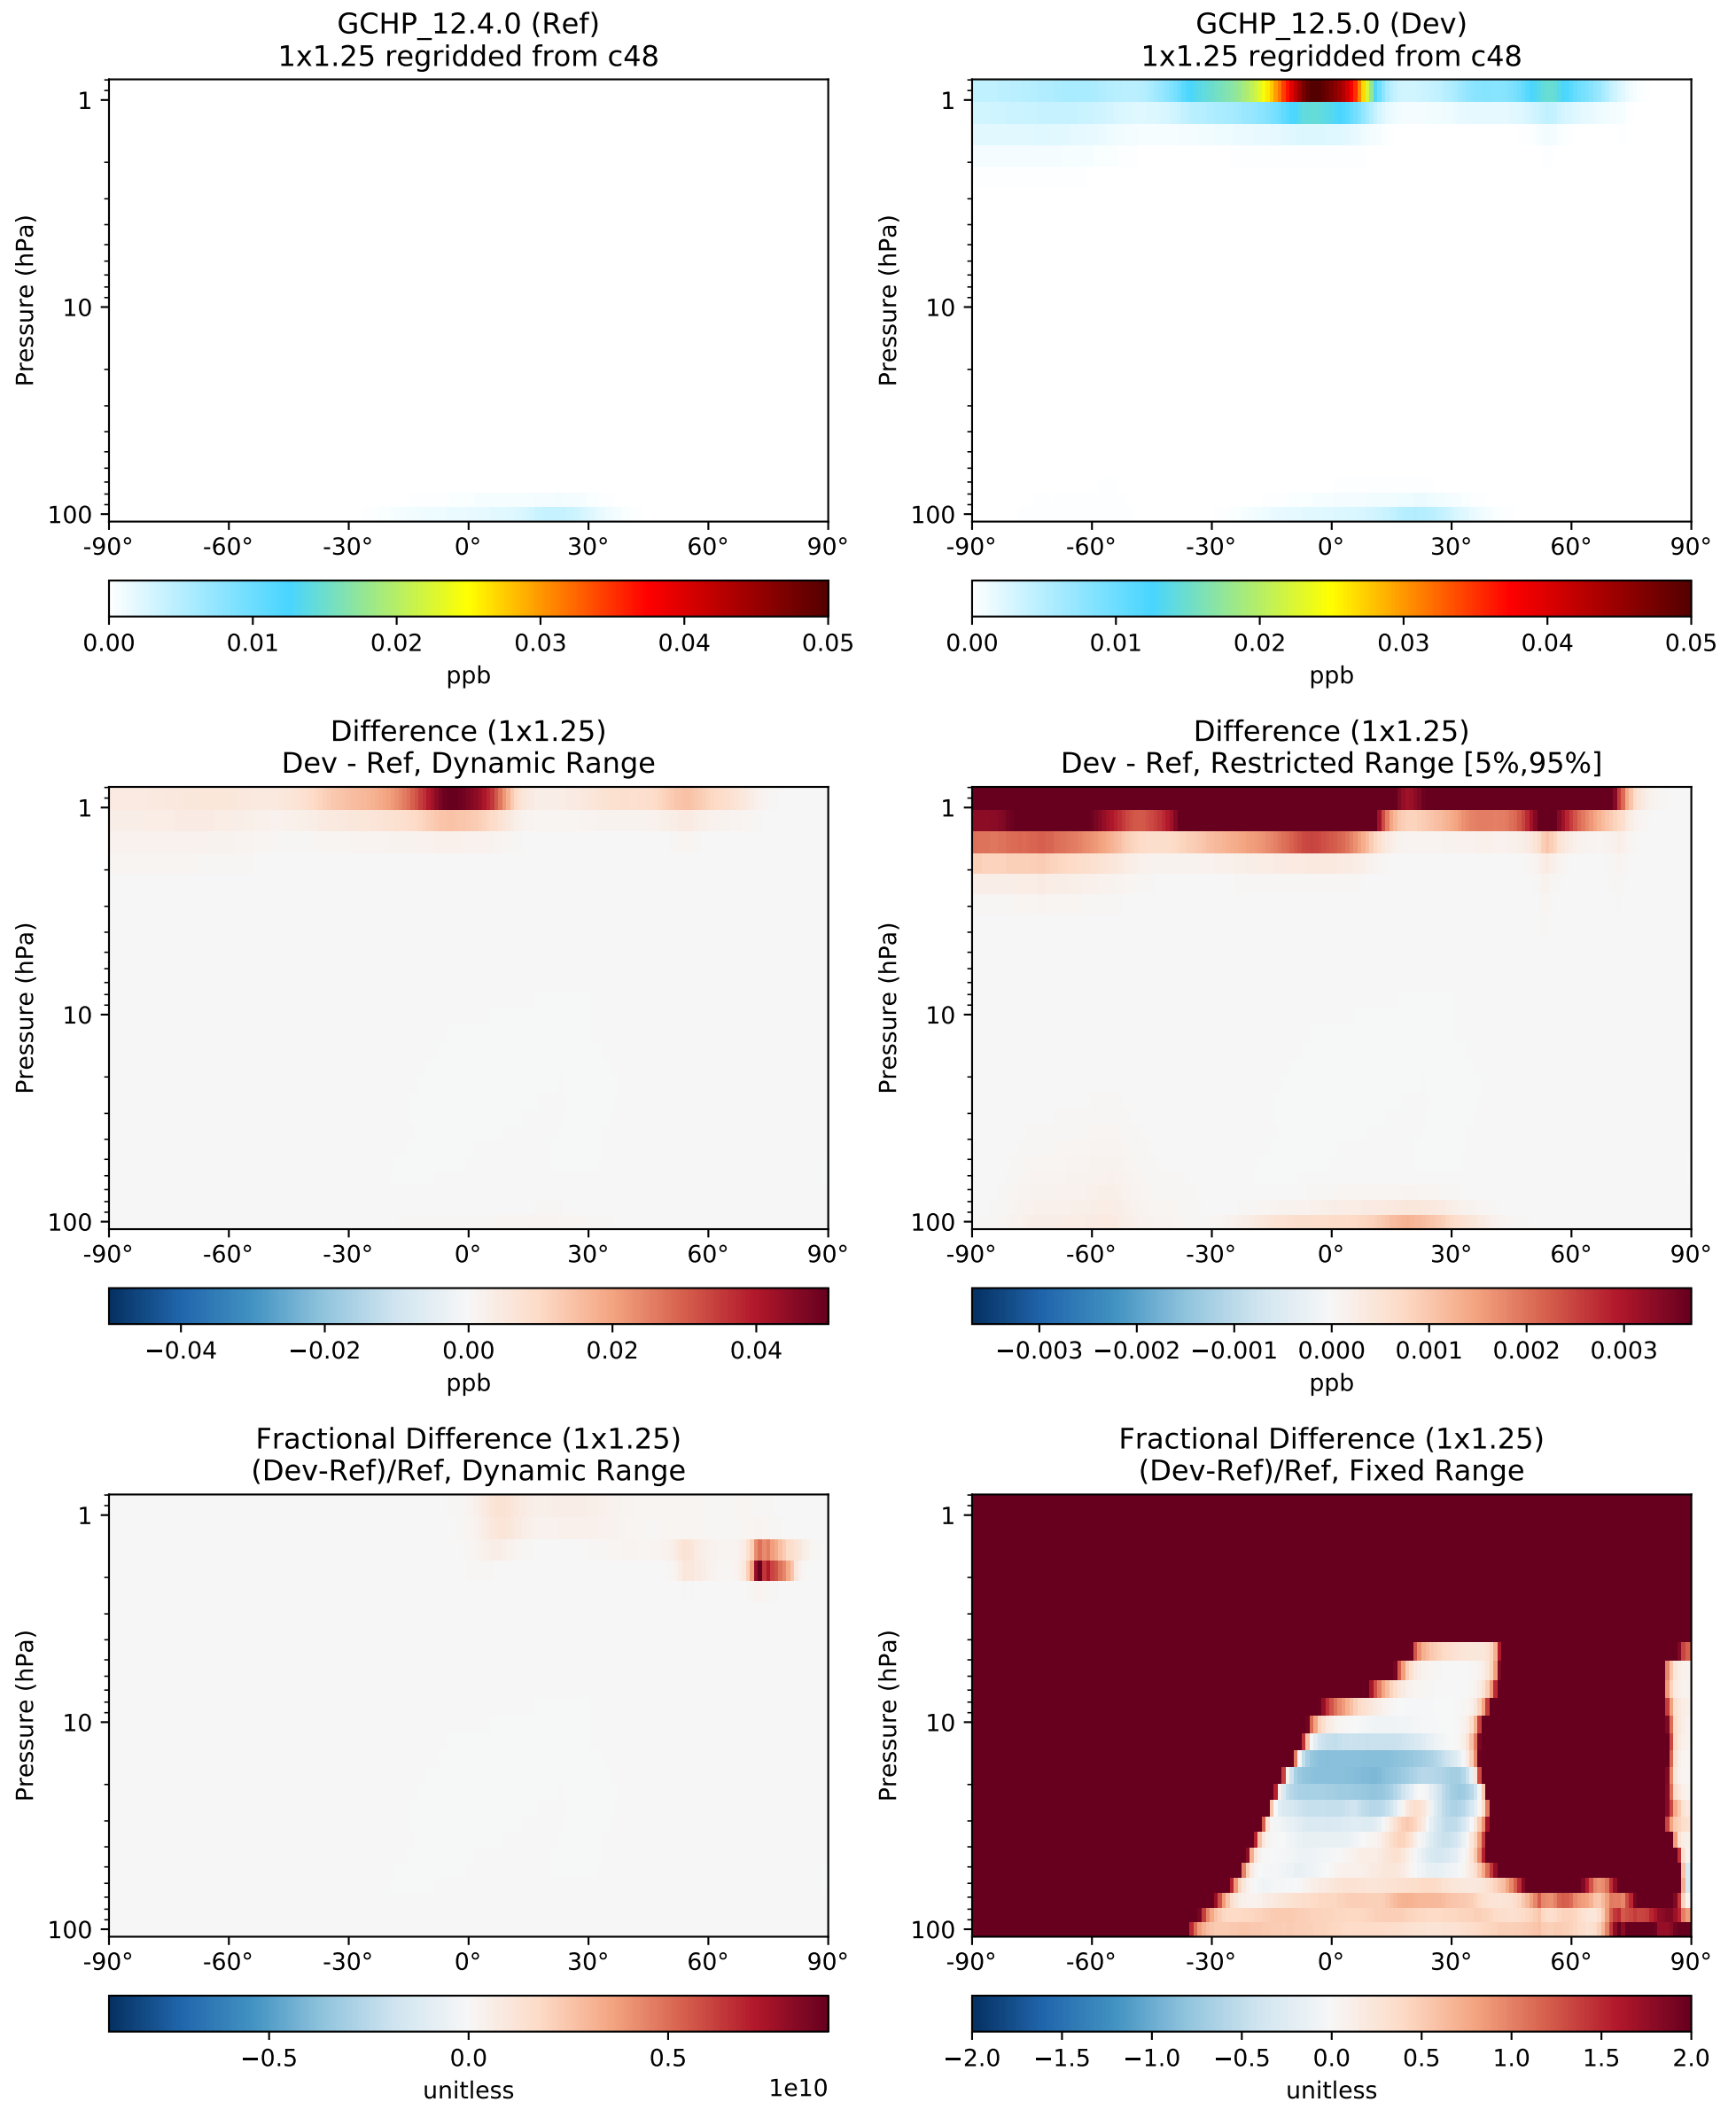 GCHP_12.4.0 (Ref)
1x1.25 regridded from c48
Pressure (hPa)
1
10
100
-90° -60° -30° 0° 30° 60° 90°
0.00 0.01 0.02 0.03 0.04 0.05
ppb
GCHP_12.5.0 (Dev)
1x1.25 regridded from c48
Pressure (hPa)
1
10
100
-90° -60° -30° 0° 30° 60° 90°
0.00 0.01 0.02 0.03 0.04 0.05
ppb
Difference (1x1.25)
Dev - Ref, Dynamic Range
Pressure (hPa)
1
10
100
-90° -60° -30° 0° 30° 60° 90°
−0.04 −0.02 0.00 0.02 0.04
ppb
Difference (1x1.25)
Dev - Ref, Restricted Range [5%,95%]
Pressure (hPa)
1
10
100
-90° -60° -30° 0° 30° 60° 90°
−0.003 −0.002 −0.001 0.000 0.001 0.002 0.003
ppb
Fractional Difference (1x1.25)
(Dev-Ref)/Ref, Dynamic Range
Pressure (hPa)
1
10
100
-90° -60° -30° 0° 30° 60° 90°
−0.5 0.0 0.5
unitless 1e10
Fractional Difference (1x1.25)
(Dev-Ref)/Ref, Fixed Range
Pressure (hPa)
1
10
100
-90° -60° -30° 0° 30° 60° 90°
−2.0 −1.5 −1.0 −0.5 0.0 0.5 1.0 1.5 2.0
unitless